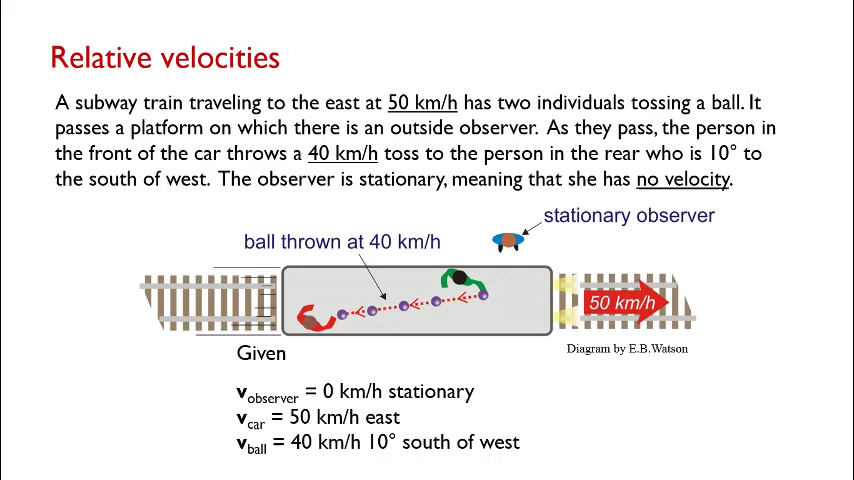 Relative velocities
A subway train traveling to the east at 50 km/h has two individuals tossing a ball. It
passes a platform on which there is an outside observer. As they pass, the person in
the front of the car throws a 40 km/h toss to the person in the rear who is 10° to
the south of west. The observer is stationary, meaning that she has no velocity.
stationary observer
ball thrown at 40 km/h
50 km/h
Given
Diagram by E.B.Watson
v observer = 0 km/h stationary
v car = 50 km/h east
v ball = 40 km/h 10° south of west